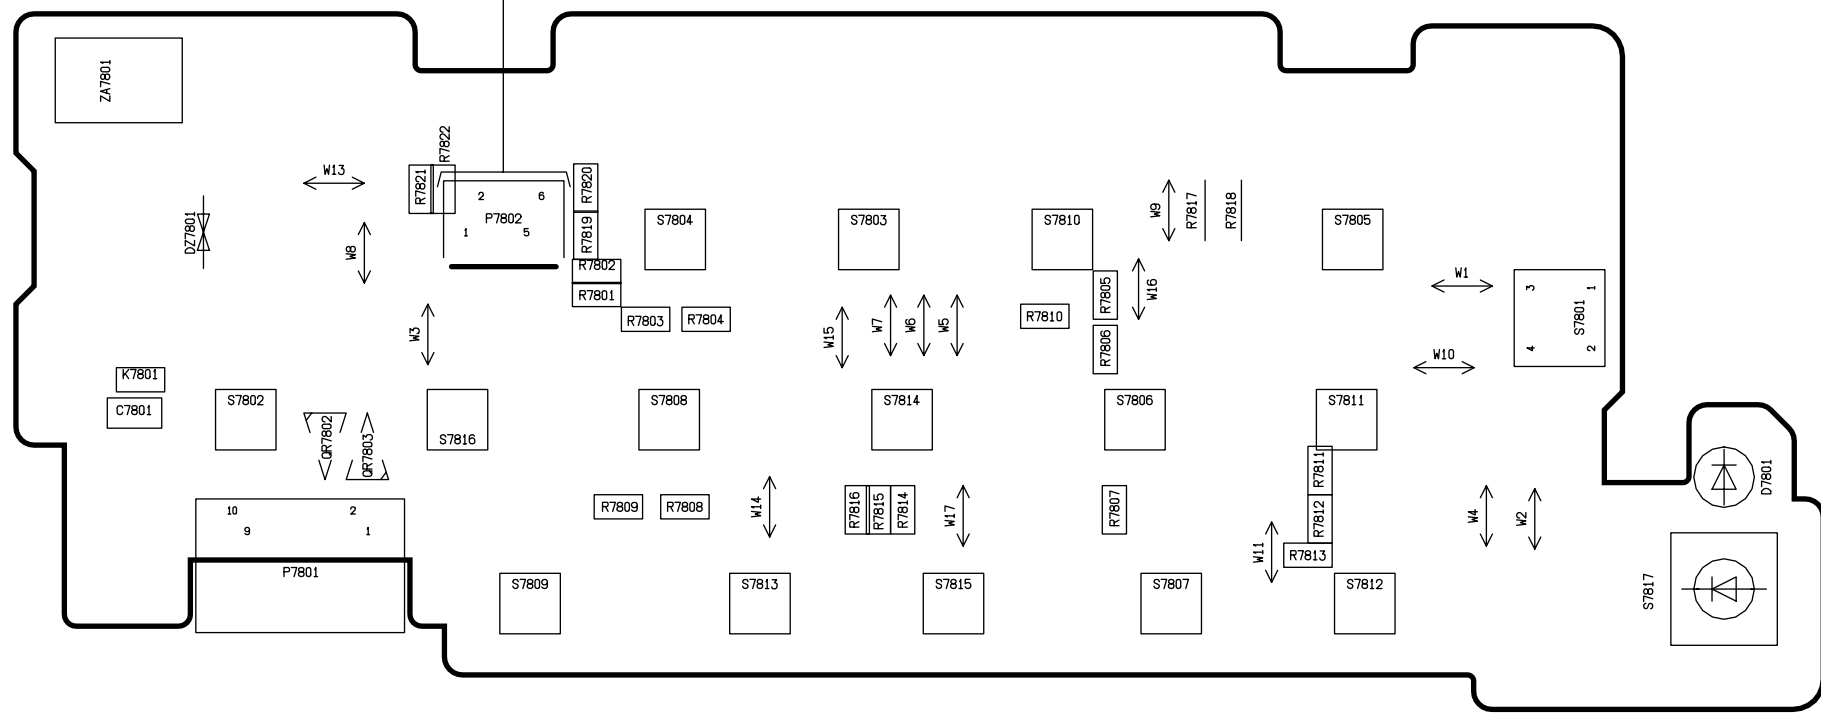 ZA7801
R7822
W13
R7821
R7820
2
6
P7802
1
5
R7819
DZ7801
W8
S7804
S7803
S7810
W9
R7817
R7818
S7805
R7802
R7801
R7803
R7804
W3
W15
W7
W6
W5
R7810
R7805
W16
R7806
W1
W10
3
1
S7801
4
2
K7801
C7801
S7802
QR7802
QR7803
S7816
S7808
S7814
S7806
S7811
R7811
D7801
10
2
9
1
P7801
R7809
R7808
W14
R7816
R7815
R7814
W17
R7807
R7812
W11
R7813
W4
W2
S7809
S7813
S7815
S7807
S7812
S7817